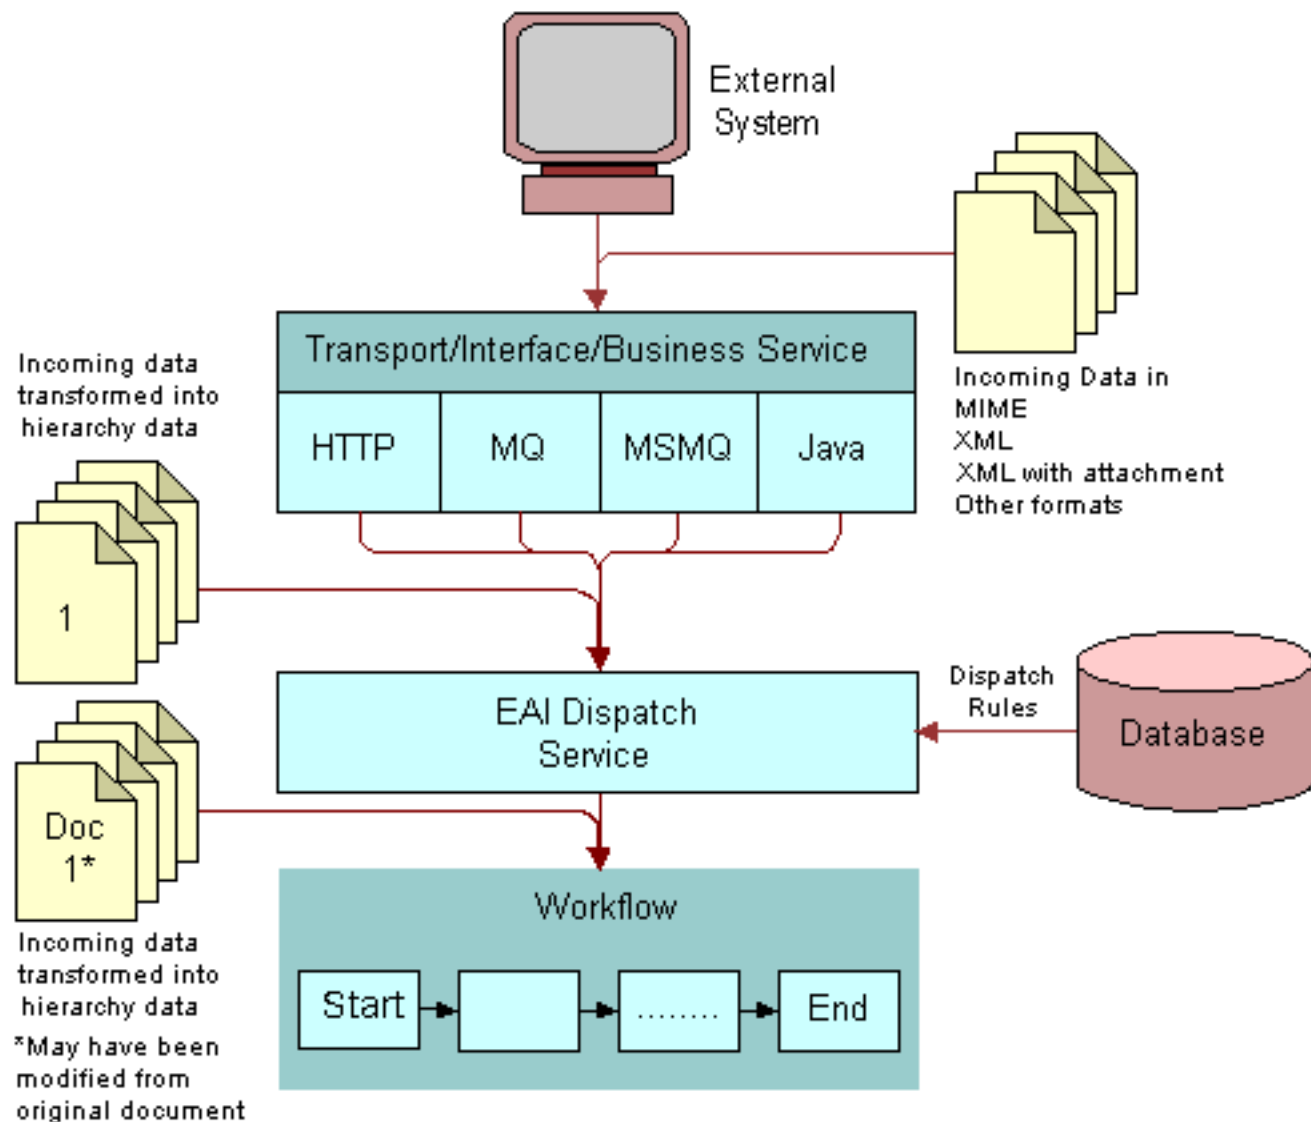 External
System
Transport/Interface/Business Service
HTTP
MQ
MSMQ
Java
Incoming Data in
MIME
XML
XML with attachment
Other formats
Incoming data
transformed into
hierarchy data
1
EAI Dispatch
Service
Dispatch
Rules
Database
Doc
1*
Incoming data
transformed into
hierarchy data
*May have been
modified from
original document
Workflow
Start
........
End